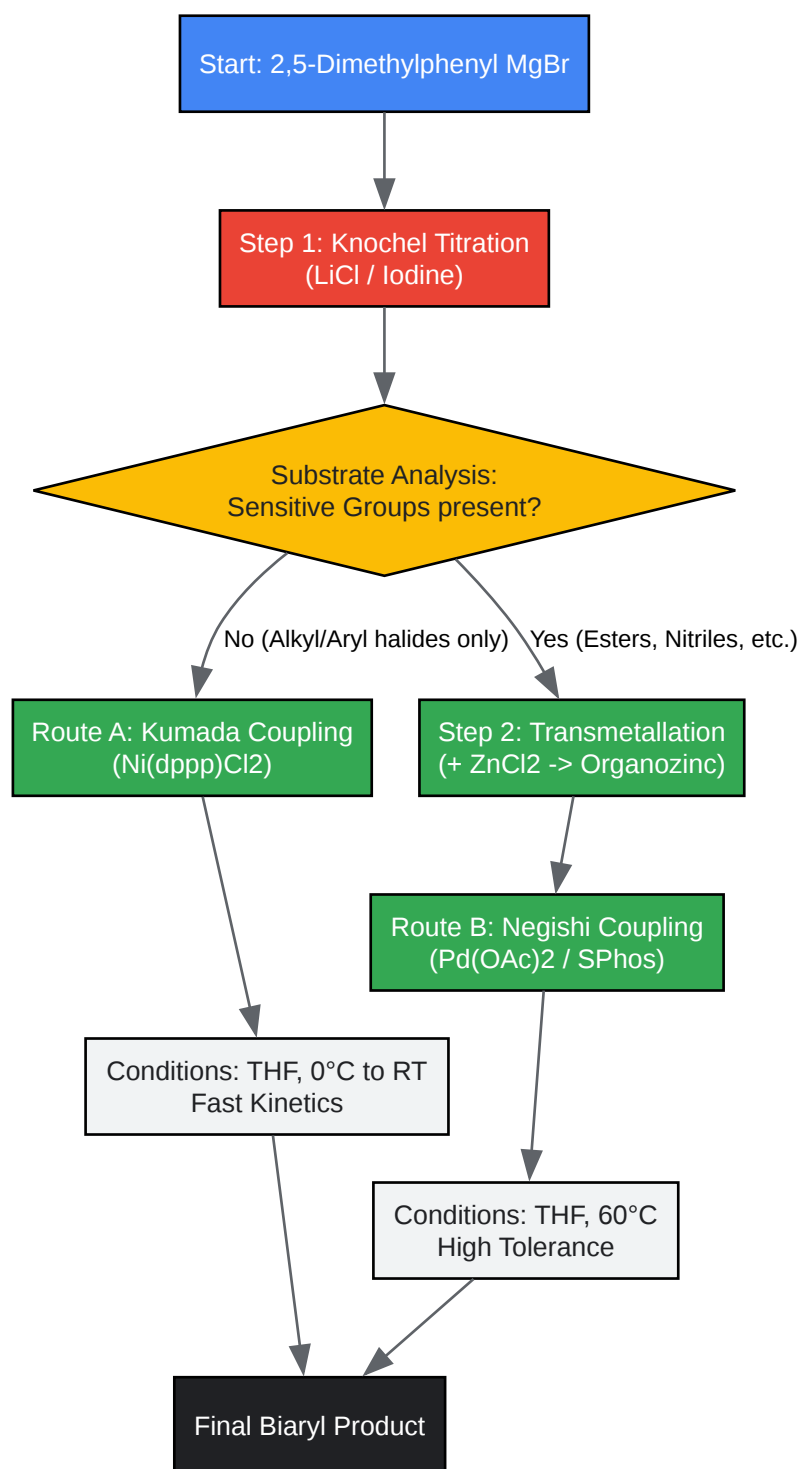 Start: 2,5-Dimethylphenyl MgBr
Step 1: Knochel Titration
(LiCl / Iodine)
Substrate Analysis:
Sensitive Groups present?
No (Alkyl/Aryl halides only)
Yes (Esters, Nitriles, etc.)
Route A: Kumada Coupling
(Ni(dppp)Cl2)
Step 2: Transmetallation
(+ ZnCl2 -> Organozinc)
Route B: Negishi Coupling
(Pd(OAc)2 / SPhos)
Conditions: THF, 0°C to RT
Fast Kinetics
Conditions: THF, 60°C
High Tolerance
Final Biaryl Product